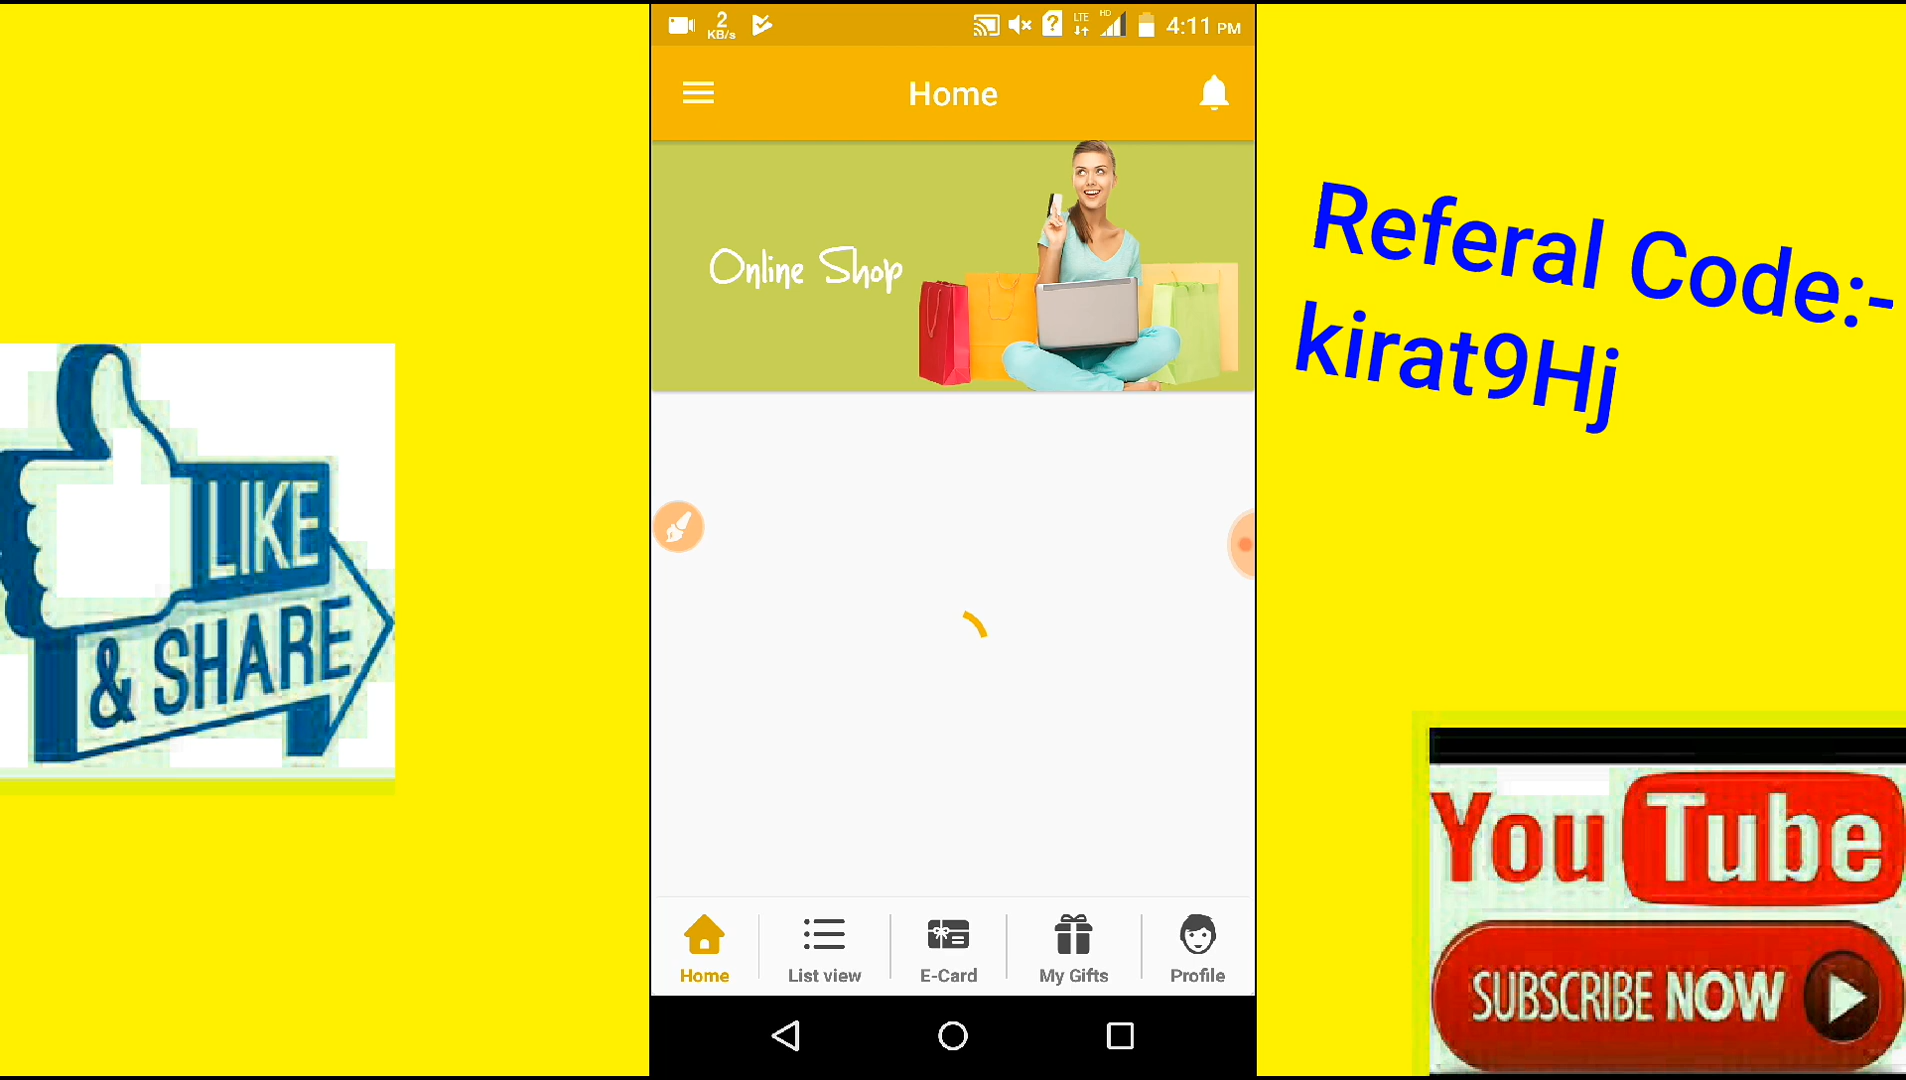 2
KB/s
LTE
HD
4:11 PM
Home
Online Shop
Referal Code:-
kirat9Hj
LIKE
& SHARE
You Tube
SUBSCRIBE NOW
Home
List view
E-Card
My Gifts
Profile